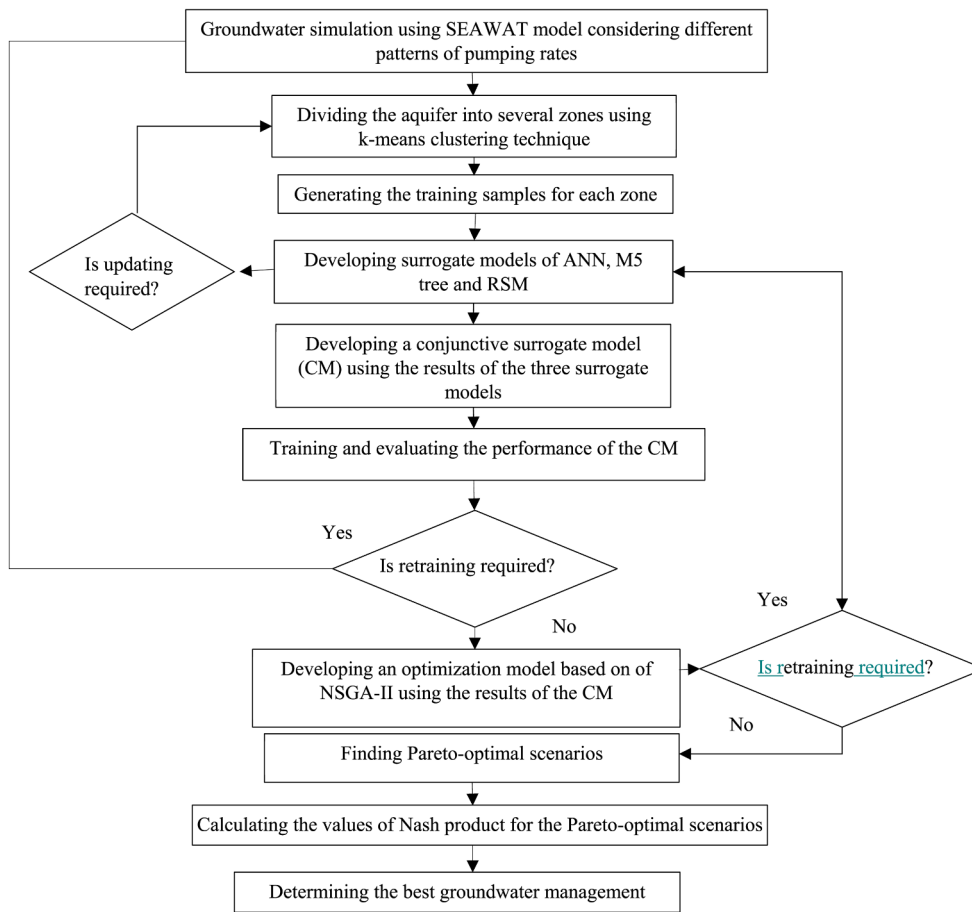 Groundwater simulation using SEAWAT model considering different
patterns of pumping rates
Dividing the aquifer into several zones using
k-means clustering technique
Generating the training samples for each zone
Is updating
required?
Developing surrogate models of ANN, M5
tree and RSM
Developing a conjunctive surrogate model
(CM) using the results of the three surrogate
models
Training and evaluating the performance of the CM
Yes
Is retraining required?
No
Yes
Developing an optimization model based on of
NSGA-II using the results of the CM
Is retraining required?
No
Finding Pareto-optimal scenarios
Calculating the values of Nash product for the Pareto-optimal scenarios
Determining the best groundwater management